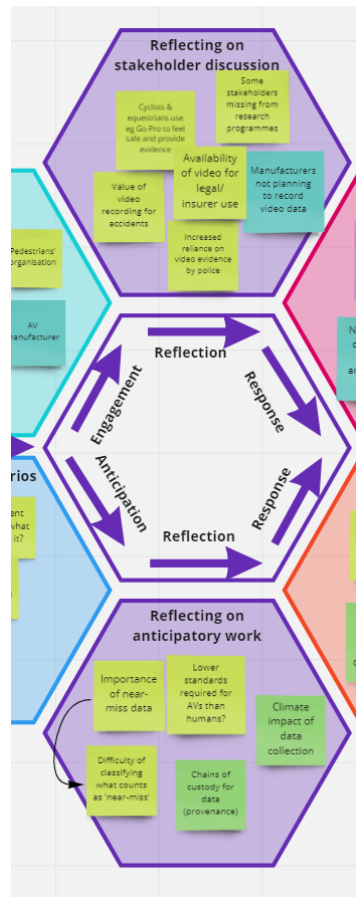 Reflecting on
stakeholder discussion
Some
stakeholders
missing from
research
programmes
Cyclists &
equestrians use
eg Go-Pro to feel
safe and provide
evidence
Availability
of video for
legal/
insurer use
Manufacturers
not planning
to record
video data
Value of
video
recording for
accidents
Increased
reliance on
video evidence
by police
Pedestrians'
organisation
AV
manufacturer
Engagement
Reflection
Response
Anticipation
Reflection
Response
Reflecting on
anticipatory work
Importance
of near-
miss data
Lower
standards
required for
AVs than
humans?
Climate
impact of
data
collection
Difficulty of
classifying
what counts
as 'near-miss'
Chains of
custody for
data
(provenance)